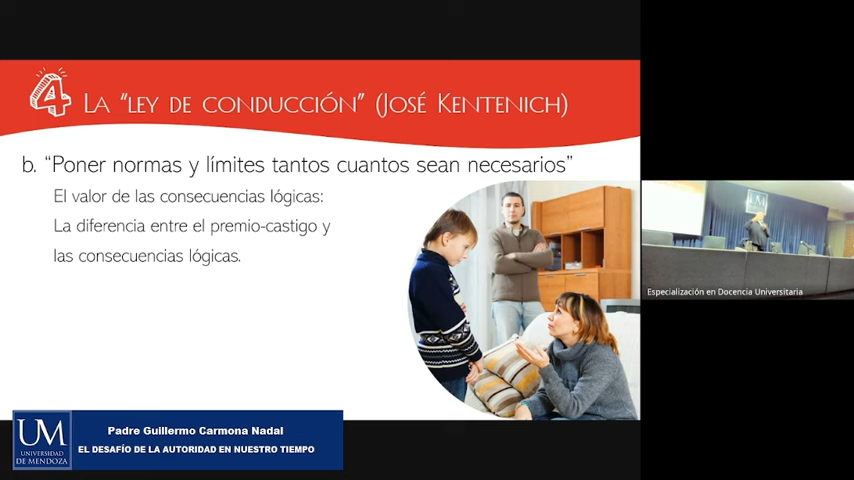 4 La “ley de conducción” (José Kentenich)
b. “Poner normas y límites tantos cuantos sean necesarios”
El valor de las consecuencias lógicas:
La diferencia entre el premio-castigo y
las consecuencias lógicas.
UM
Especialización en Docencia Universitaria
UM
UNIVERSIDAD
DE MENDOZA
Padre Guillermo Carmona Nadal
EL DESAFÍO DE LA AUTORIDAD EN NUESTRO TIEMPO